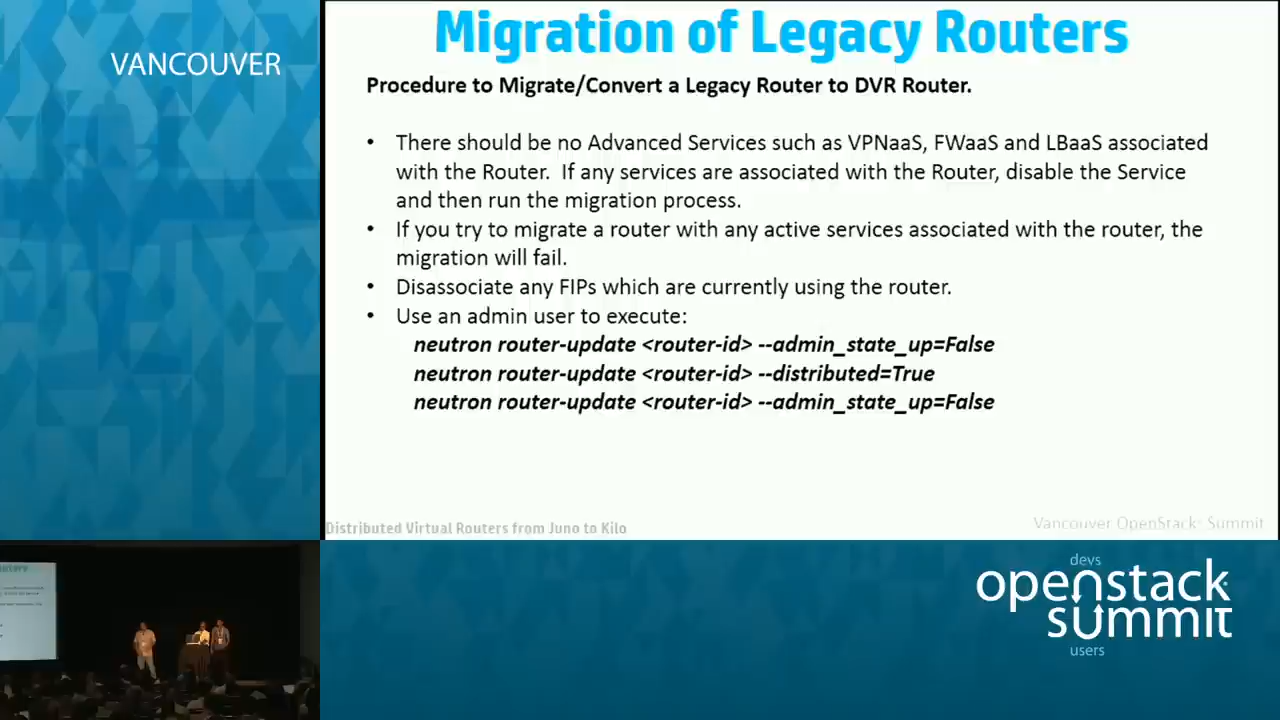 VANCOUVER
Migration of Legacy Routers
Procedure to Migrate/Convert a Legacy Router to DVR Router.
• There should be no Advanced Services such as VPNaaS, FWaaS and LBaaS associated
with the Router.  If any services are associated with the Router, disable the Service
and then run the migration process.
• If you try to migrate a router with any active services associated with the router, the
migration will fail.
• Disassociate any FIPs which are currently using the router.
• Use an admin user to execute:
neutron router-update <router-id> --admin_state_up=False
neutron router-update <router-id> --distributed=True
neutron router-update <router-id> --admin_state_up=False
Distributed Virtual Routers from Juno to Kilo
Vancouver OpenStack Summit
devs
openstack
summit
users